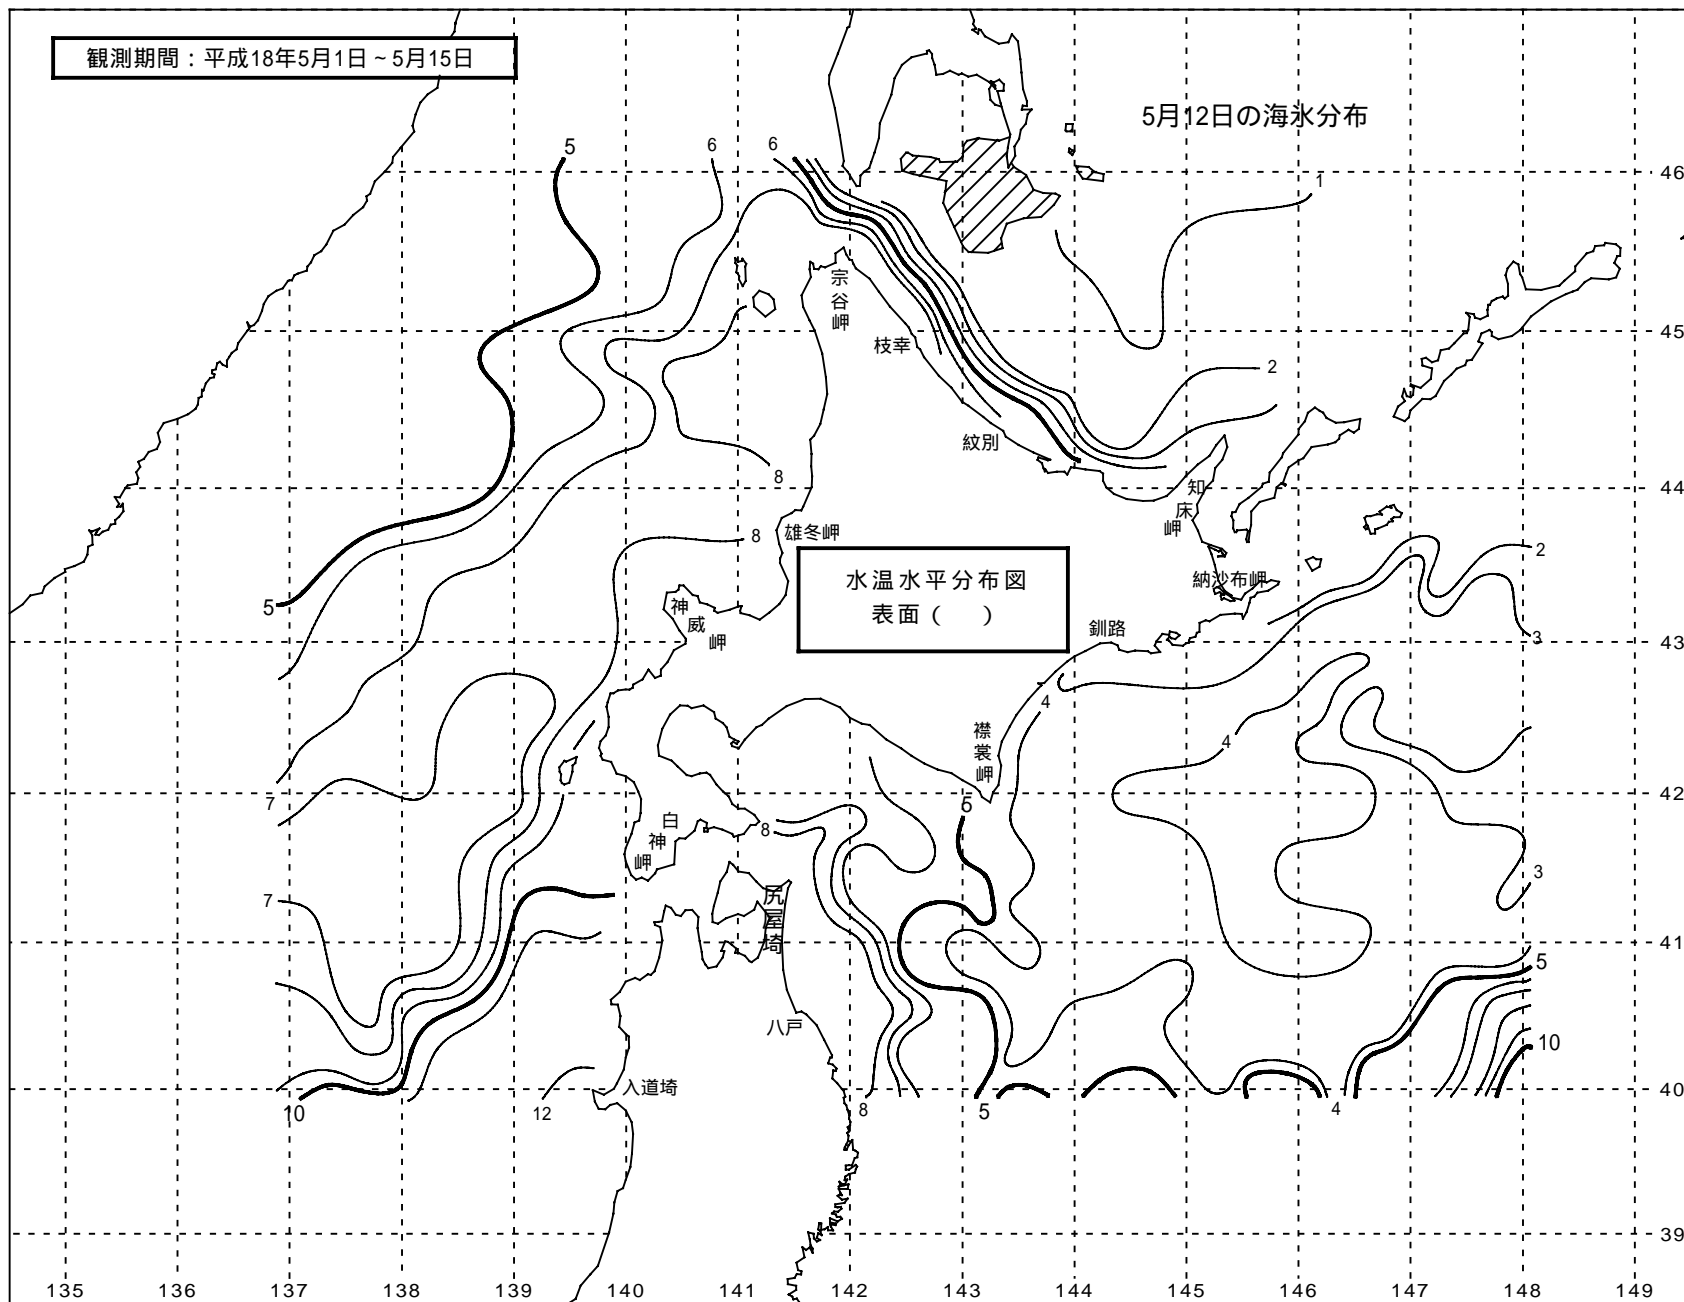 観測期間：平成18年5月1日～5月15日
5月12日の海氷分布
5
6
6
1
46
宗谷岬
枝幸
45
2
紋別
8
44
知床岬
8
雄冬岬
2
水温水平分布図
表面（　）
納沙布岬
5
神威岬
釧路
43
3
4
襟裳岬
4
7
5
42
白神岬
8
7
3
尻屋埼
41
5
八戸
10
入道埼
40
10
12
8
5
4
39
135
136
137
138
139
140
141
142
143
144
145
146
147
148
149